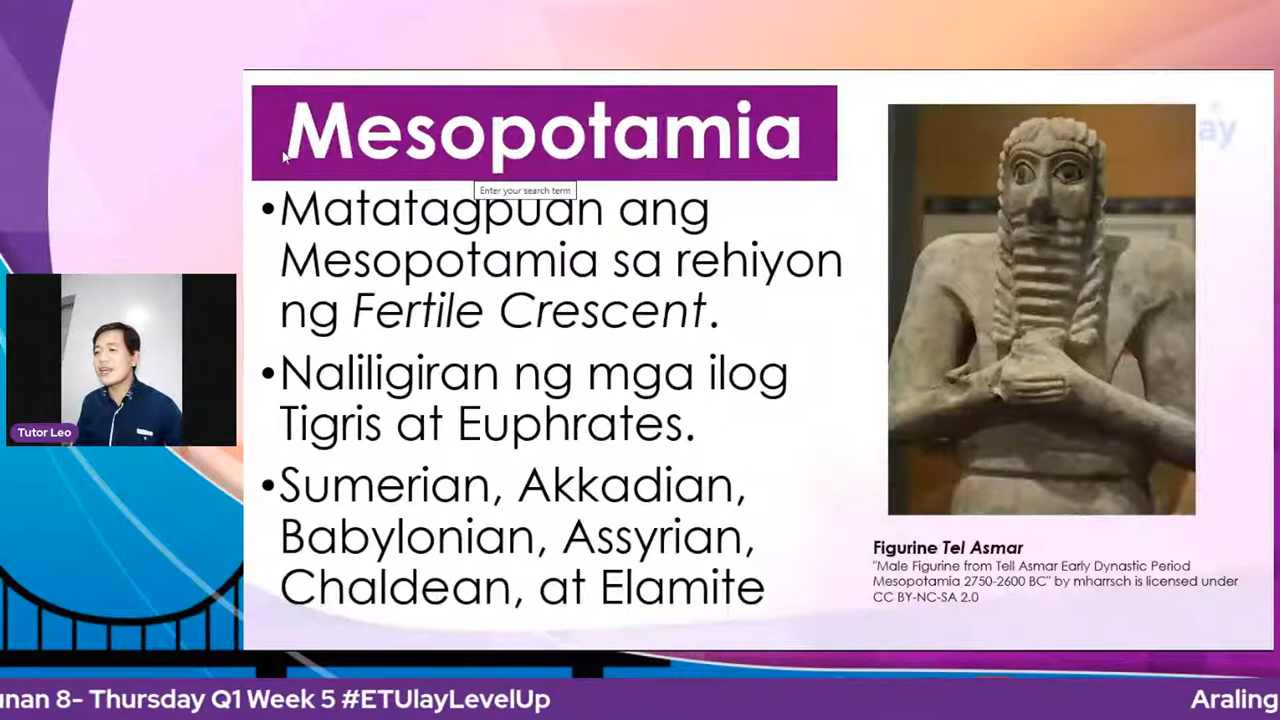 Mesopotamia
Enter your search term
•Matatagpuan ang
Mesopotamia sa rehiyon
ng Fertile Crescent.
•Naliligiran ng mga ilog
Tigris at Euphrates.
•Sumerian, Akkadian,
Babylonian, Assyrian,
Chaldean, at Elamite
ay
Figurine Tel Asmar
"Male Figurine from Tell Asmar Early Dynastic Period
Mesopotamia 2750-2600 BC" by mharrsch is licensed under
CC BY-NC-SA 2.0
Tutor Leo
unan 8- Thursday Q1 Week 5 #ETUlayLevelUp
Araling